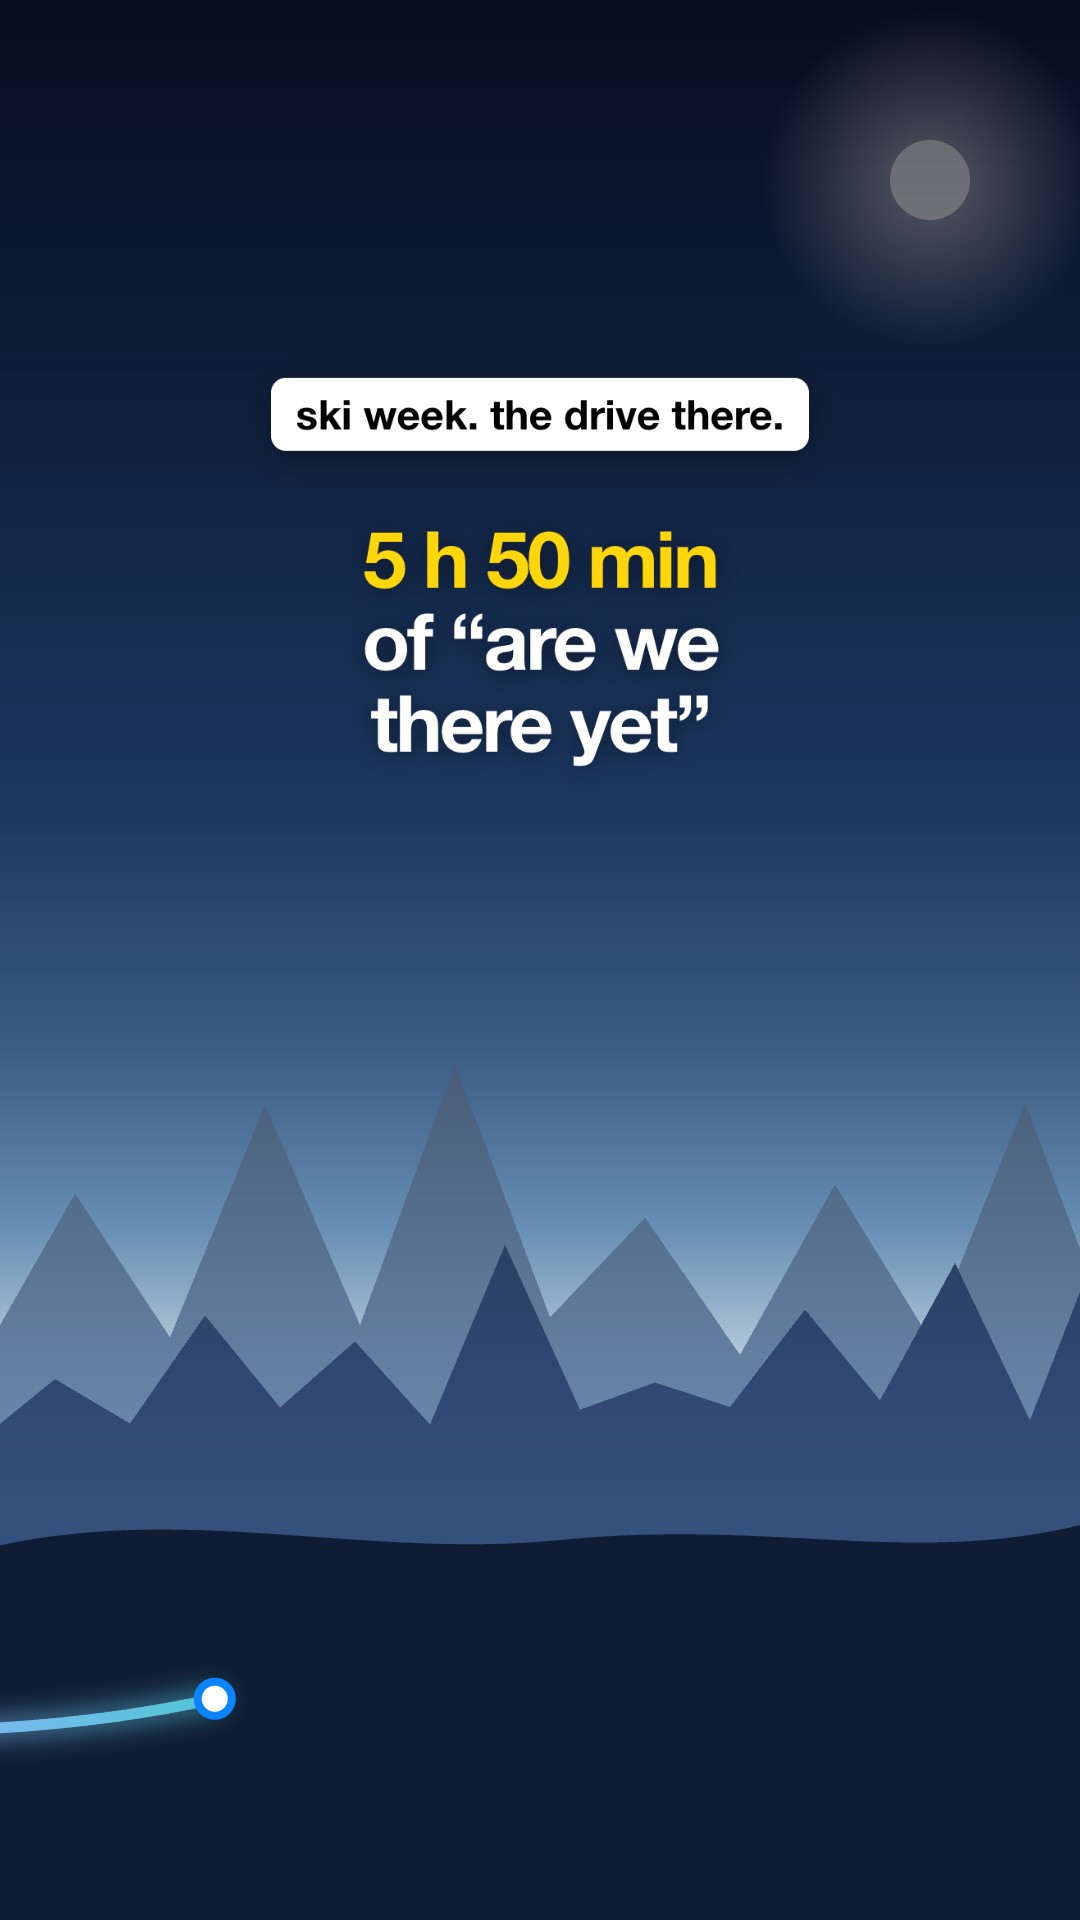 ski week. the drive there.
5 h 50 min
of “are we
there yet”